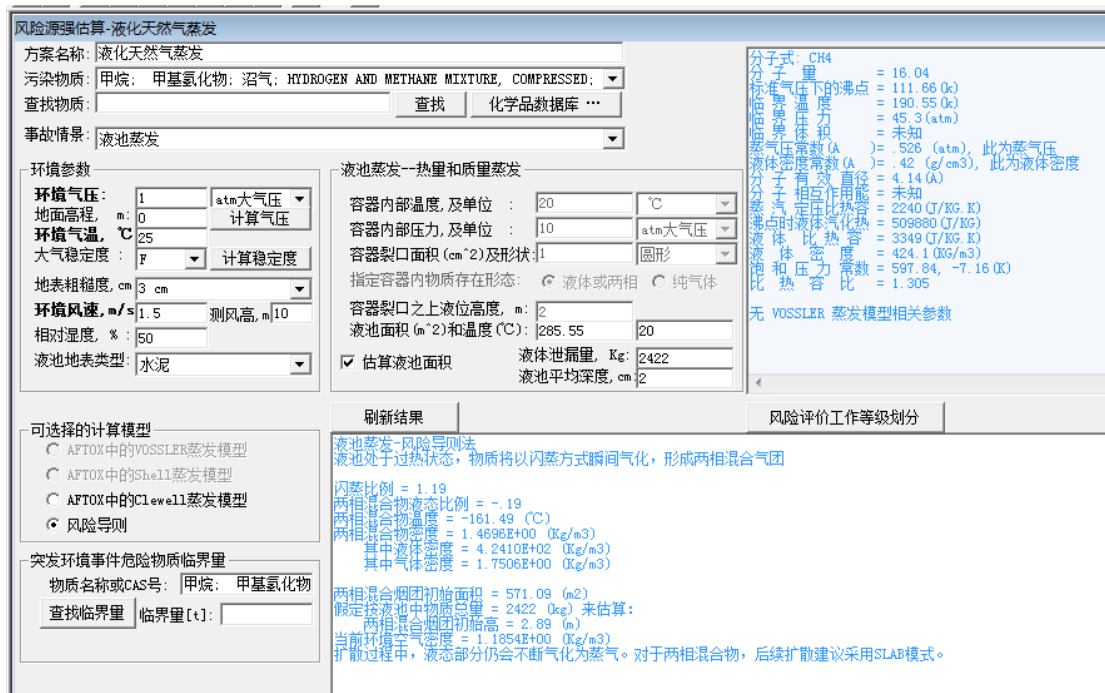 风险源强估算-液化天然气蒸发
方案名称: 液化天然气蒸发
污染物质: 甲烷; 甲基氢化物; 沼气; HYDROGEN AND METHANE MIXTURE, COMPRESSED;
查找物质: 查找 化学品数据库 …
事故情景: 液池蒸发
环境参数
环境气压: 1 atm大气压
地面高程, m: 0 计算气压
环境气温, ℃ 25
大气稳定度 : F 计算稳定度
地表粗糙度, cm 3 cm
环境风速, m/s 1.5 测风高, m 10
相对湿度, % : 50
液池地表类型: 水泥
液池蒸发--热量和质量蒸发
容器内部温度, 及单位 : 20 ℃
容器内部压力, 及单位 : 10 atm大气压
容器裂口面积(cm^2)及形状: 1 圆形
指定容器内物质存在形态: 液体或两相 纯气体
容器裂口之上液位高度, m: 2
液池面积(m^2)和温度(℃): 285.55 20
估算液池面积 液体泄漏量, Kg: 2422
液池平均深度, cm: 2
分子式: CH4
分 子 量 = 16.04
标准气压下的沸点 = 111.66(k)
临 界 温 度 = 190.55(k)
临 界 压 力 = 45.3(atm)
临 界 体 积 = 未知
蒸气压常数(A )= .526 (atm), 此为蒸气压
液体密度常数(A )= .42 (g/cm3), 此为液体密度
分 子 有 效 直径 = 4.14(A)
分 子 相互作用能 = 未知
蒸 汽 定压比热容 = 2240(J/KG.K)
沸点时液体汽化热 = 509880(J/KG)
液 体 比 热 容 = 3349(J/KG.K)
液 体 密 度 = 424.1(KG/m3)
饱 和 压 力 常数 = 597.84, -7.16(K)
比 热 容 比 = 1.305
无 VOSSLER 蒸发模型相关参数
刷新结果
风险评价工作等级划分
可选择的计算模型
AFTOX中的VOSSLER蒸发模型
AFTOX中的Shell蒸发模型
AFTOX中的Clewell蒸发模型
风险导则
突发环境事件危险物质临界量
物质名称或CAS号: 甲烷; 甲基氢化物
查找临界量 临界量[t]:
液池蒸发-风险导则法
液池处于过热状态，物质将以闪蒸方式瞬间气化，形成两相混合气团
闪蒸比例 = 1.19
两相混合物液态比例 = -.19
两相混合物温度 = -161.49 (℃)
两相混合物密度 = 1.4696E+00 (Kg/m3)
其中液体密度 = 4.2410E+02 (Kg/m3)
其中气体密度 = 1.7506E+00 (Kg/m3)
两相混合烟团初始面积 = 571.09 (m2)
假定按液池中物质总量 = 2422 (kg) 来估算:
两相混合烟团初始高 = 2.89 (m)
当前环境空气密度 = 1.1854E+00 (Kg/m3)
扩散过程中，液态部分仍会不断气化为蒸气。对于两相混合物，后续扩散建议采用SLAB模式。